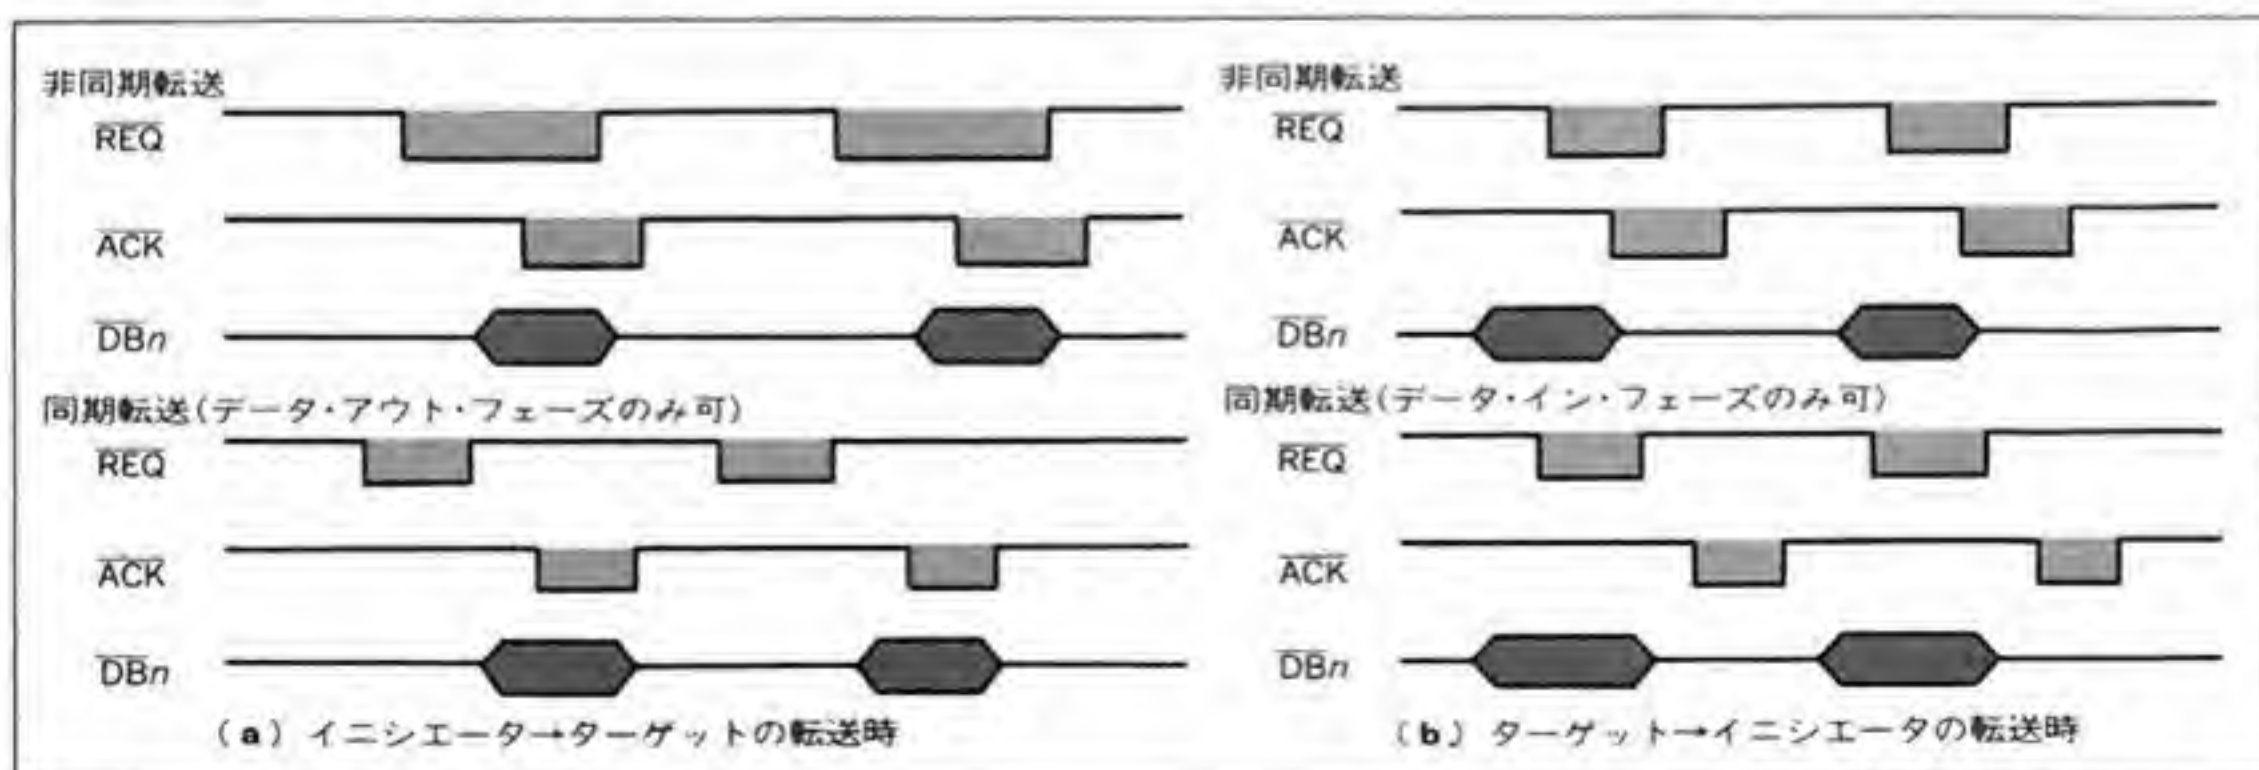 非同期転送
REQ
ACK
DBn
同期転送(データ・アウト・フェーズのみ可)
REQ
ACK
DBn
(a) イニシエータ→ターゲットの転送時
非同期転送
REQ
ACK
DBn
同期転送(データ・イン・フェーズのみ可)
REQ
ACK
DBn
(b) ターゲット→イニシエータの転送時